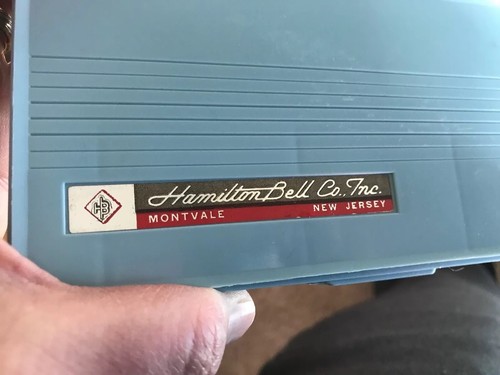 HB
Hamilton Bell Co., Inc.
MONTVALE NEW JERSEY